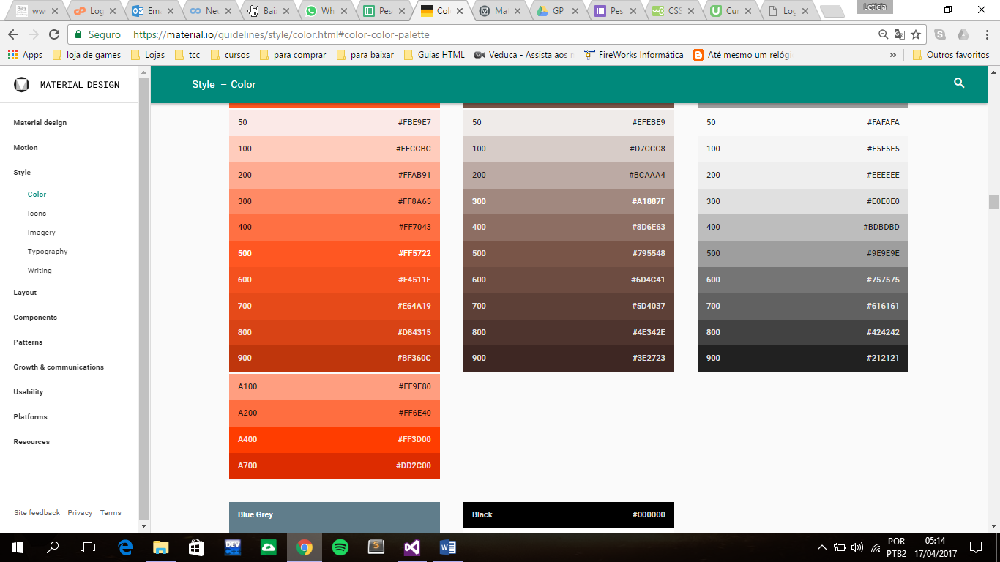 Leticia
Bitz ww Log Ema Neu Bai: Wh Pes Col Ma GP Pes CSS Cur Log
Seguro https://material.io/guidelines/style/color.html#color-color-palette
Apps loja de games Lojas tcc cursos para comprar para baixar Guias HTML Veduca - Assista aos FireWorks Informática Até mesmo um relógi » Outros favoritos
MATERIAL DESIGN
Material design
Motion
Style
Color
Icons
Imagery
Typography
Writing
Layout
Components
Patterns
Growth & communications
Usability
Platforms
Resources
Site feedback Privacy Terms
Style – Color
50 #FBE9E7
100 #FFCCBC
200 #FFAB91
300 #FF8A65
400 #FF7043
500 #FF5722
600 #F4511E
700 #E64A19
800 #D84315
900 #BF360C
A100 #FF9E80
A200 #FF6E40
A400 #FF3D00
A700 #DD2C00
50 #EFEBE9
100 #D7CCC8
200 #BCAAA4
300 #A1887F
400 #8D6E63
500 #795548
600 #6D4C41
700 #5D4037
800 #4E342E
900 #3E2723
50 #FAFAFA
100 #F5F5F5
200 #EEEEEE
300 #E0E0E0
400 #BDBDBD
500 #9E9E9E
600 #757575
700 #616161
800 #424242
900 #212121
Blue Grey
Black #000000
DEV
POR
PTB2
05:14
17/04/2017